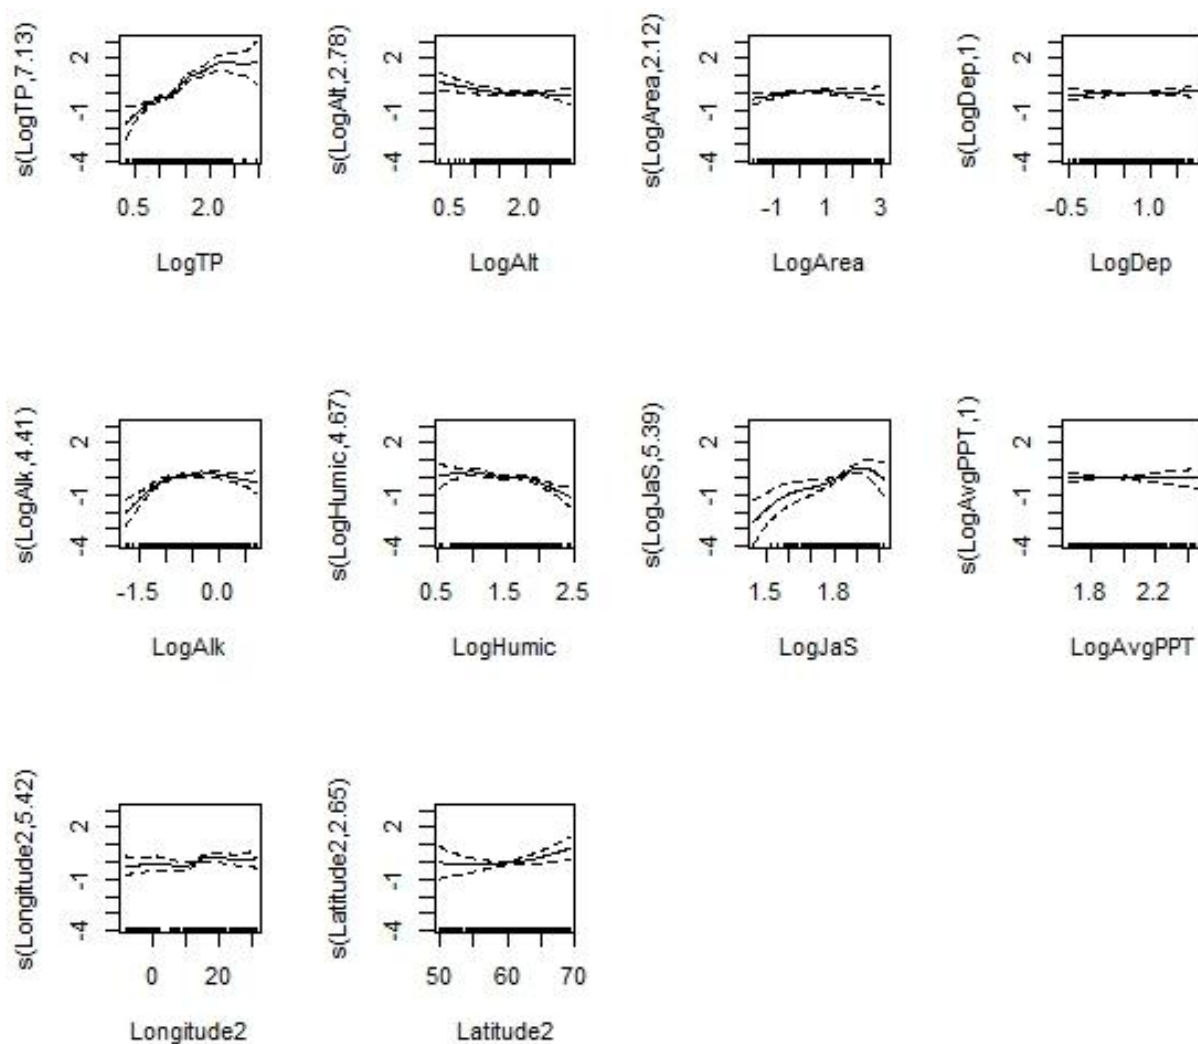 s(LogTP,7.13)
2
-1
-4
0.5 2.0
LogTP
s(LogAlt,2.78)
2
-1
-4
0.5 2.0
LogAlt
s(LogArea,2.12)
2
-1
-4
-1 1 3
LogArea
s(LogDep,1)
2
-1
-4
-0.5 1.0
LogDep
s(LogAlk,4.41)
2
-1
-4
-1.5 0.0
LogAlk
s(LogHumic,4.67)
2
-1
-4
0.5 1.5 2.5
LogHumic
s(LogJaS,5.39)
2
-1
-4
1.5 1.8
LogJaS
s(LogAvgPPT,1)
2
-1
-4
1.8 2.2
LogAvgPPT
s(Longitude2,5.42)
2
-1
-4
0 20
Longitude2
s(Latitude2,2.65)
2
-1
-4
50 60 70
Latitude2